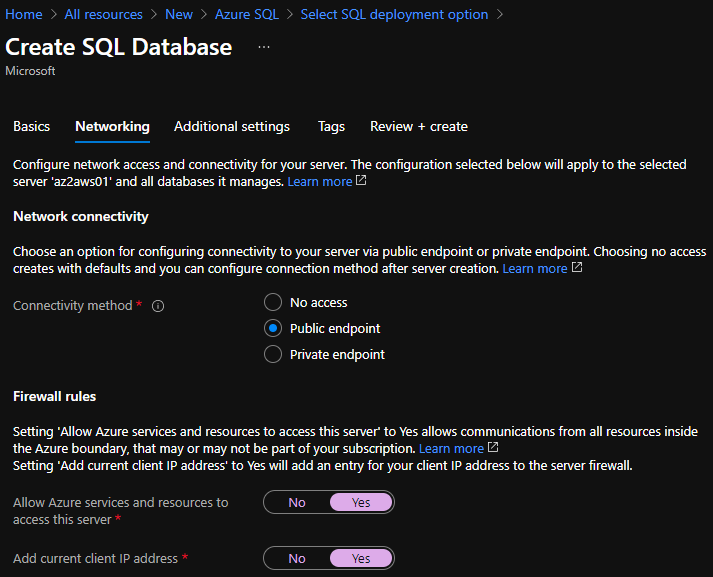 Home > All resources > New > Azure SQL > Select SQL deployment option >
Create SQL Database ...
Microsoft
Basics Networking Additional settings Tags Review + create
Configure network access and connectivity for your server. The configuration selected below will apply to the selected
server 'az2aws01' and all databases it manages. Learn more
Network connectivity
Choose an option for configuring connectivity to your server via public endpoint or private endpoint. Choosing no access
creates with defaults and you can configure connection method after server creation. Learn more
Connectivity method *
No access
Public endpoint
Private endpoint
Firewall rules
Setting 'Allow Azure services and resources to access this server' to Yes allows communications from all resources inside
the Azure boundary, that may or may not be part of your subscription. Learn more
Setting 'Add current client IP address' to Yes will add an entry for your client IP address to the server firewall.
Allow Azure services and resources to
access this server *
No Yes
Add current client IP address *
No Yes